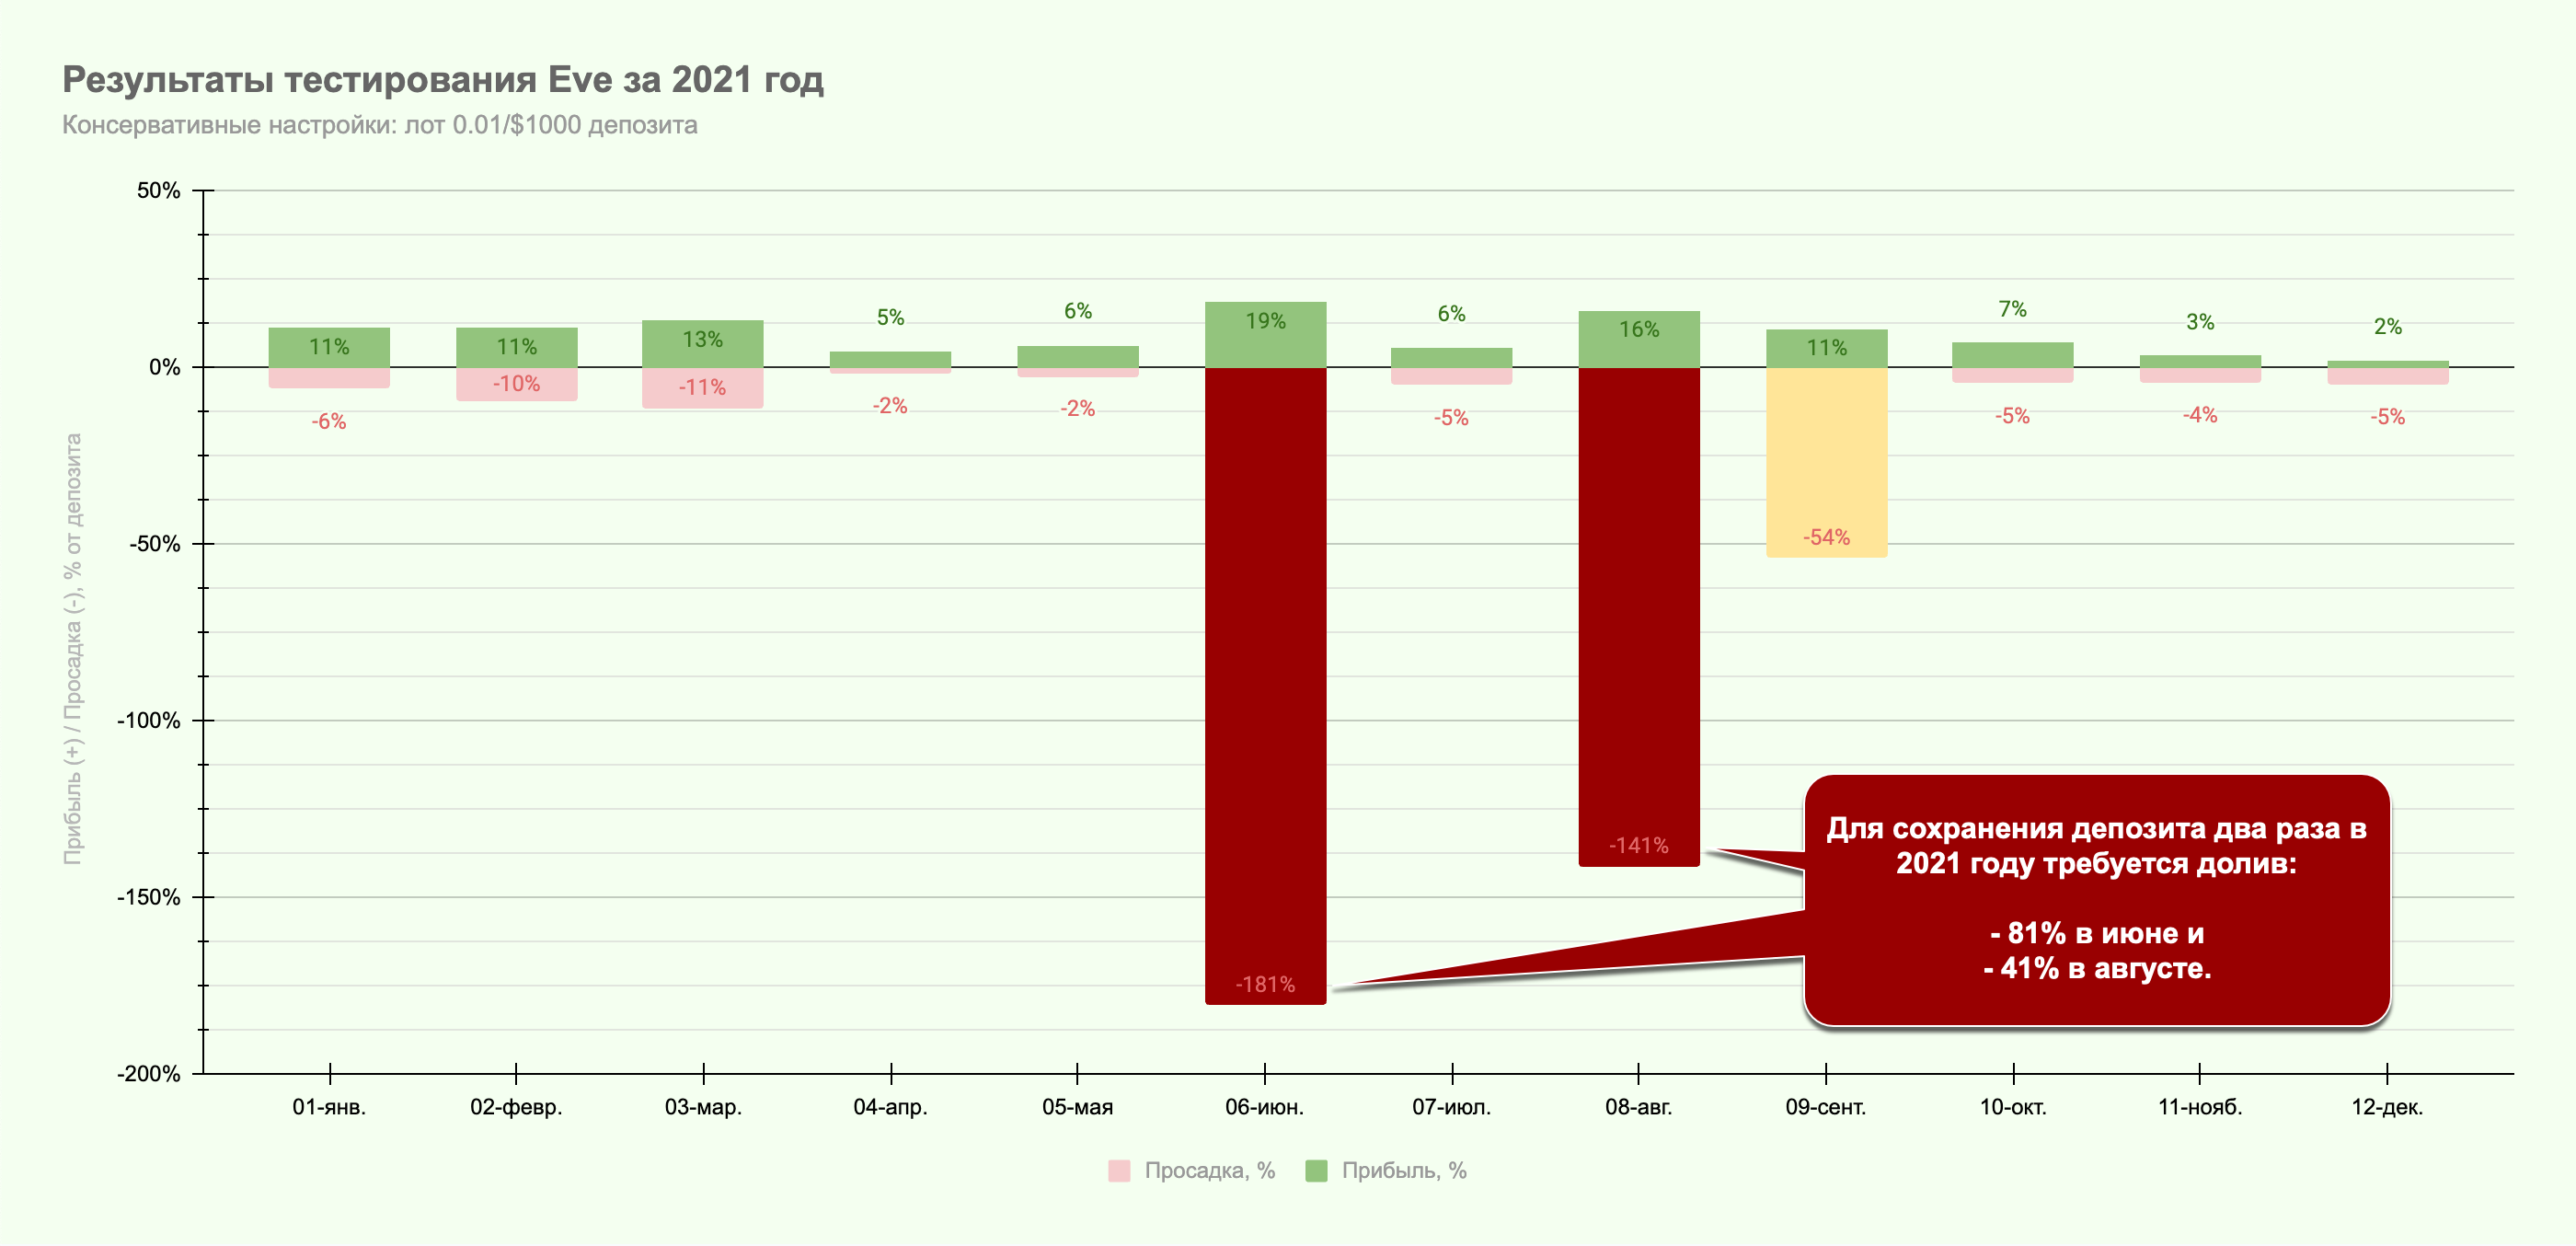 Результаты тестирования Eve за 2021 год
Консервативные настройки: лот 0.01/$1000 депозита
Прибыль (+) / Просадка (-), % от депозита
50%
0%
-50%
-100%
-150%
-200%
11%
11%
13%
5%
6%
19%
6%
16%
11%
7%
3%
2%
-6%
-10%
-11%
-2%
-2%
-181%
-5%
-141%
-54%
-5%
-4%
-5%
Для сохранения депозита два раза в
2021 году требуется долив:
- 81% в июне и
- 41% в августе.
01-янв.
02-февр.
03-мар.
04-апр.
05-мая
06-июн.
07-июл.
08-авг.
09-сент.
10-окт.
11-нояб.
12-дек.
Просадка, %
Прибыль, %